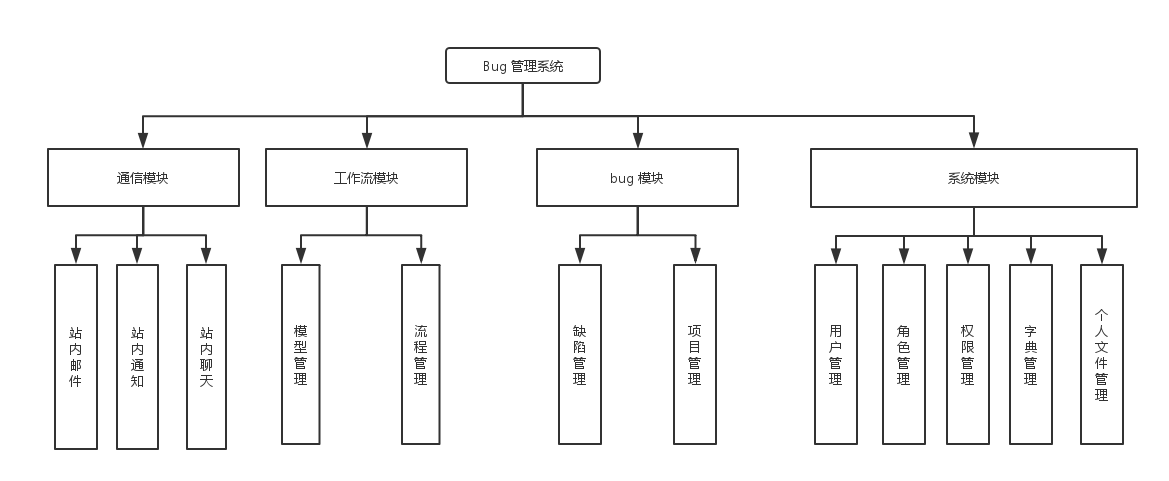 Bug 管理系统
通信模块
工作流模块
bug 模块
系统模块
站内邮件
站内通知
站内聊天
模型管理
流程管理
缺陷管理
项目管理
用户管理
角色管理
权限管理
字典管理
个人文件管理